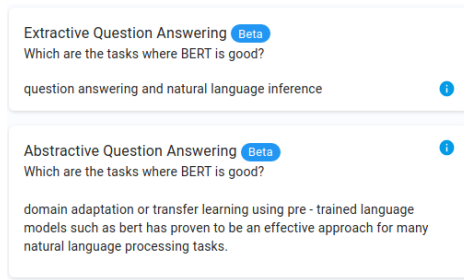 Extractive Question Answering Beta
Which are the tasks where BERT is good?
question answering and natural language inference
Abstractive Question Answering Beta
Which are the tasks where BERT is good?
domain adaptation or transfer learning using pre - trained language
models such as bert has proven to be an effective approach for many
natural language processing tasks.